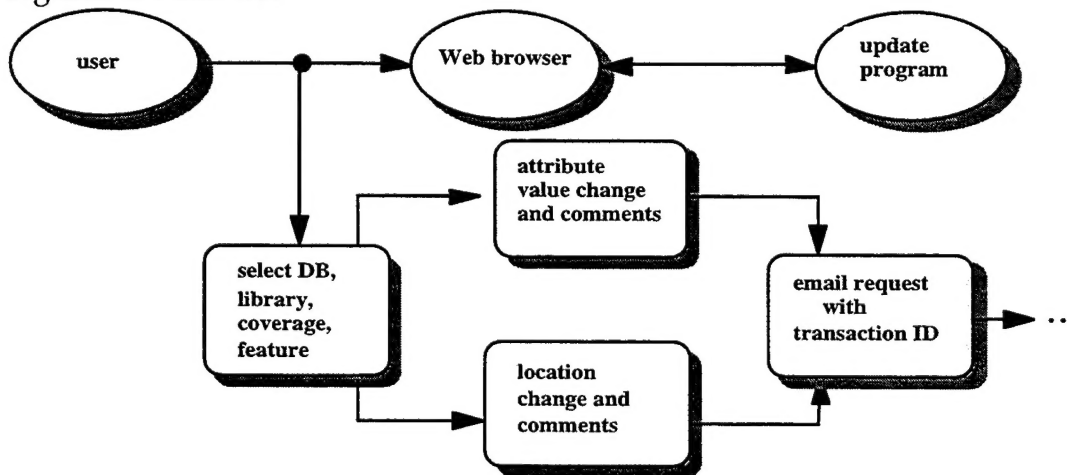 user
Web browser
update
program
attribute
value change
and comments
select DB,
library,
coverage,
feature
email request
with
transaction ID
..
location
change and
comments